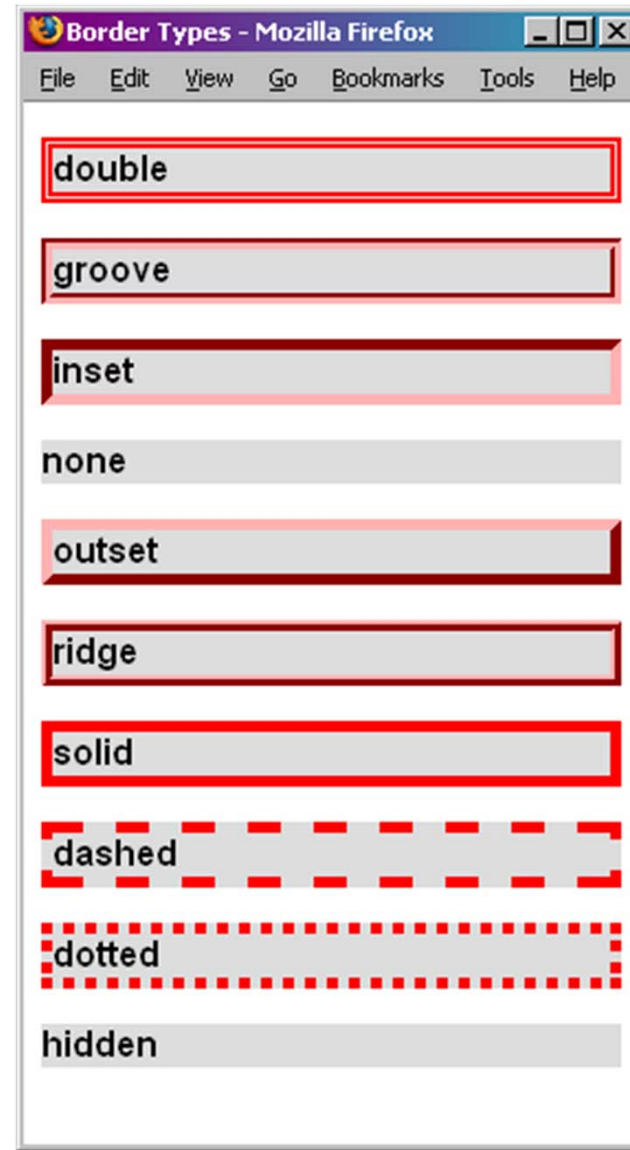 Border Types - Mozilla Firefox
File Edit View Go Bookmarks Tools Help
double
groove
inset
none
outset
ridge
solid
dashed
dotted
hidden